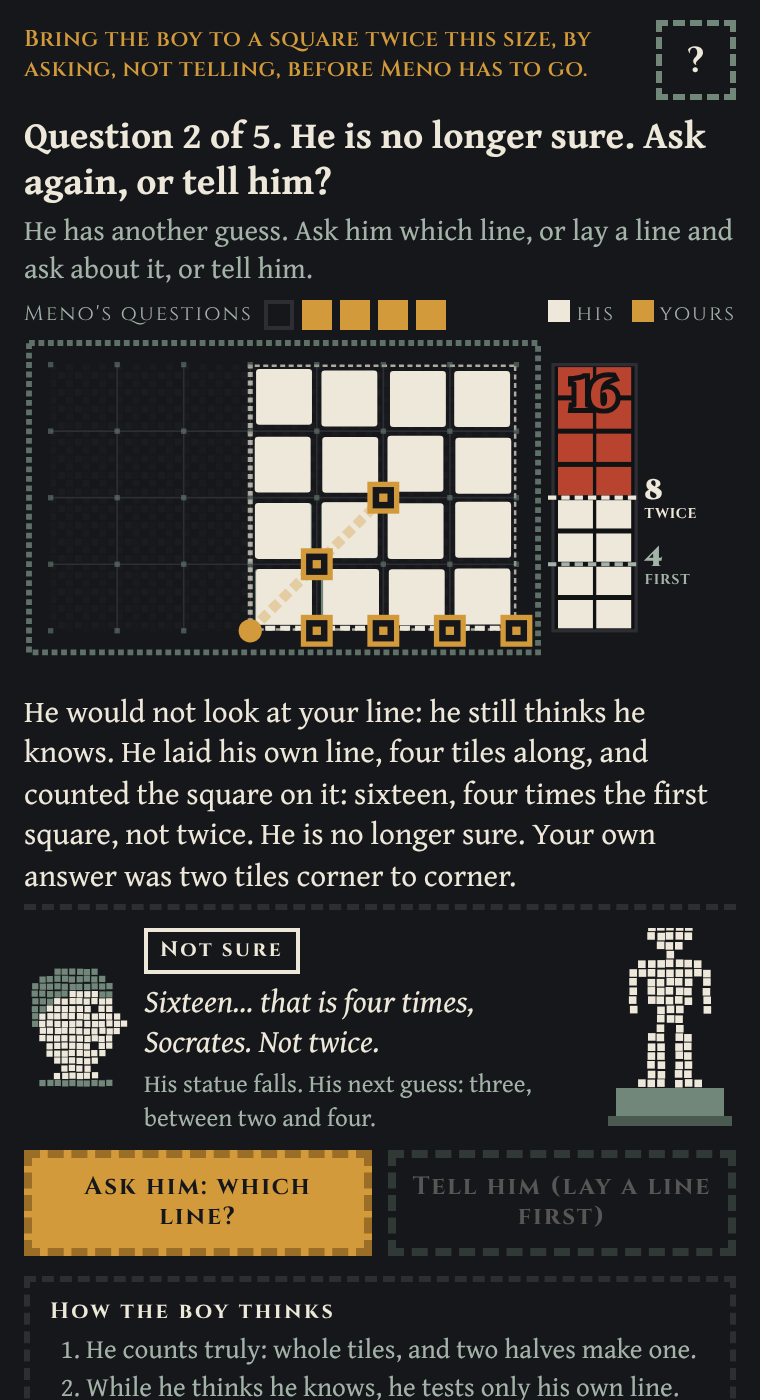 Bring the boy to a square twice this size, by
asking, not telling, before Meno has to go.
?
Question 2 of 5. He is no longer sure. Ask
again, or tell him?
He has another guess. Ask him which line, or lay a line and
ask about it, or tell him.
Meno's questions
His
Yours
16
8
twice
4
first
He would not look at your line: he still thinks he
knows. He laid his own line, four tiles along, and
counted the square on it: sixteen, four times the first
square, not twice. He is no longer sure. Your own
answer was two tiles corner to corner.
Not sure
Sixteen... that is four times,
Socrates. Not twice.
His statue falls. His next guess: three,
between two and four.
Ask him: which
line?
Tell him (lay a line
first)
How the boy thinks
1. He counts truly: whole tiles, and two halves make one.
2. While he thinks he knows, he tests only his own line.